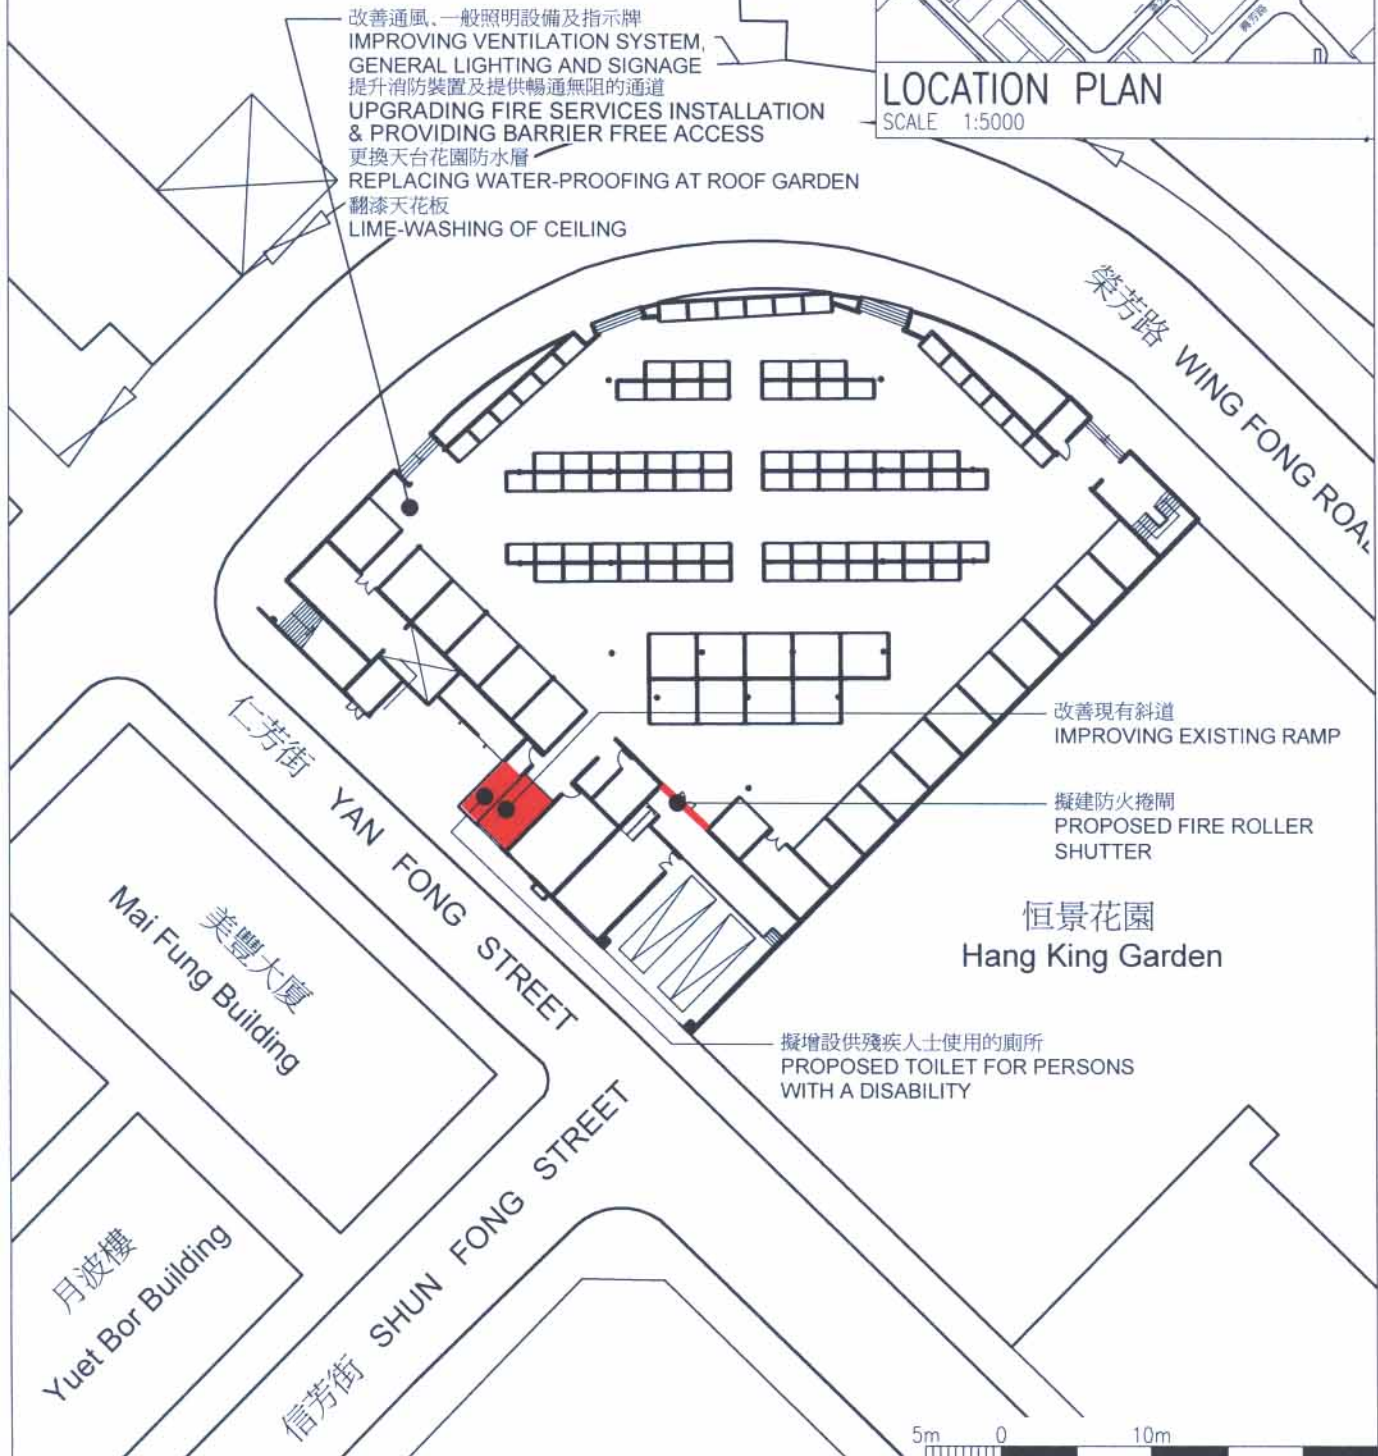 改善通風、一般照明設備及指示牌
IMPROVING VENTILATION SYSTEM,
GENERAL LIGHTING AND SIGNAGE
提升消防裝置及提供暢通無阻的通道
UPGRADING FIRE SERVICES INSTALLATION
& PROVIDING BARRIER FREE ACCESS
更換天台花園防水層
REPLACING WATER-PROOFING AT ROOF GARDEN
翻漆天花板
LIME-WASHING OF CEILING
LOCATION PLAN
SCALE 1:5000
榮芳路 WING FONG ROAD
改善現有斜道
IMPROVING EXISTING RAMP
擬建防火捲閘
PROPOSED FIRE ROLLER
SHUTTER
恒景花園
Hang King Garden
仁芳街 YAN FONG STREET
美豐大廈
Mai Fung Building
擬增設供殘疾人士使用的廁所
PROPOSED TOILET FOR PERSONS
WITH A DISABILITY
月波樓
Yuet Bor Building
信芳街 SHUN FONG STREET
5m 0 10m